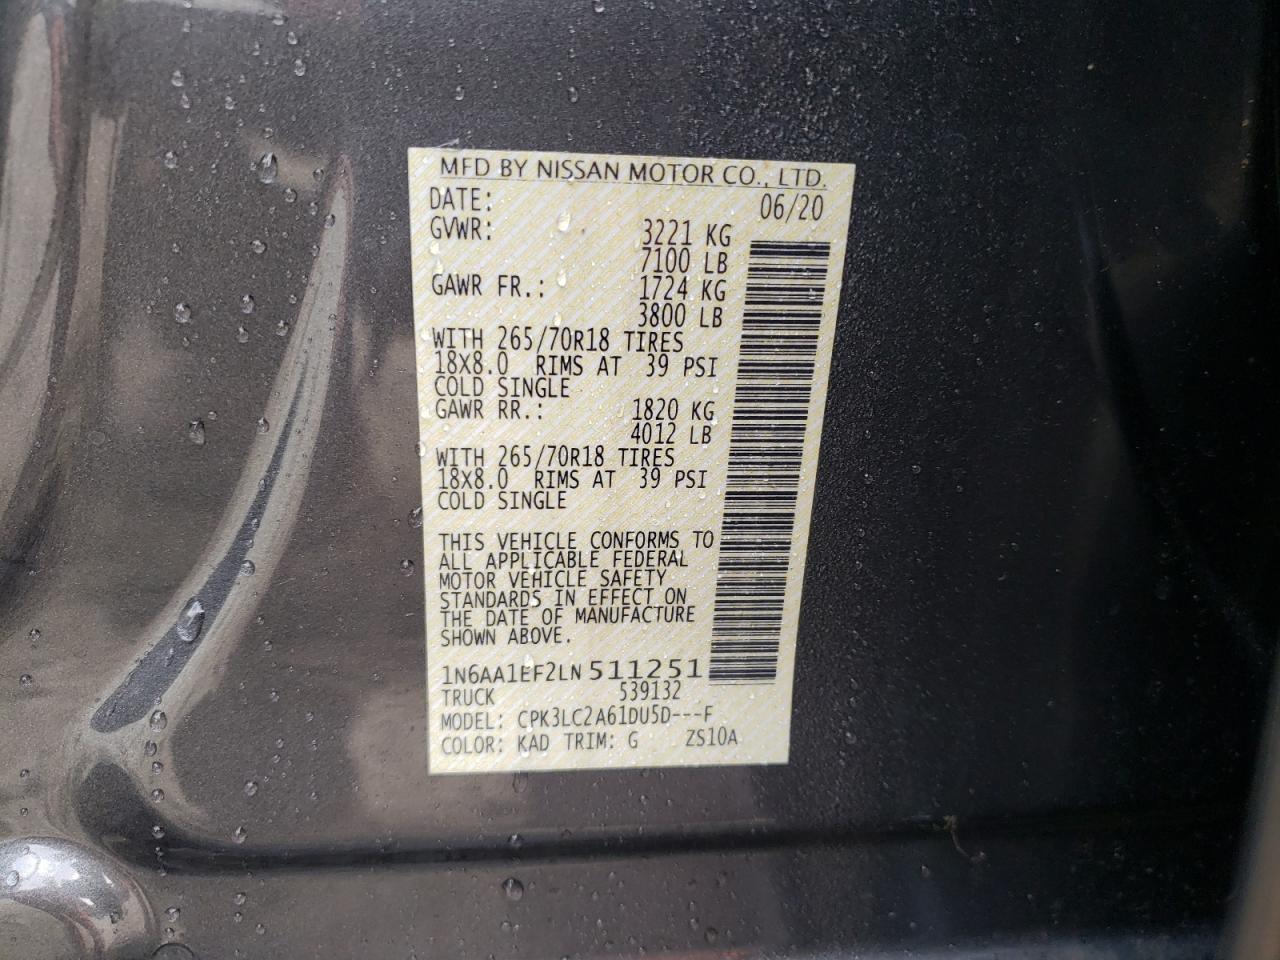 MFD BY NISSAN MOTOR CO., LTD.
DATE: 06/20
GVWR: 3221 KG
7100 LB
GAWR FR.: 1724 KG
3800 LB
WITH 265/70R18 TIRES
18X8.0 RIMS AT 39 PSI
COLD SINGLE
GAWR RR.: 1820 KG
4012 LB
WITH 265/70R18 TIRES
18X8.0 RIMS AT 39 PSI
COLD SINGLE
THIS VEHICLE CONFORMS TO
ALL APPLICABLE FEDERAL
MOTOR VEHICLE SAFETY
STANDARDS IN EFFECT ON
THE DATE OF MANUFACTURE
SHOWN ABOVE.
1N6AA1EF2LN511251
TRUCK 539132
MODEL: CPK3LC2A61DU5D---F
COLOR: KAD TRIM: G ZS10A